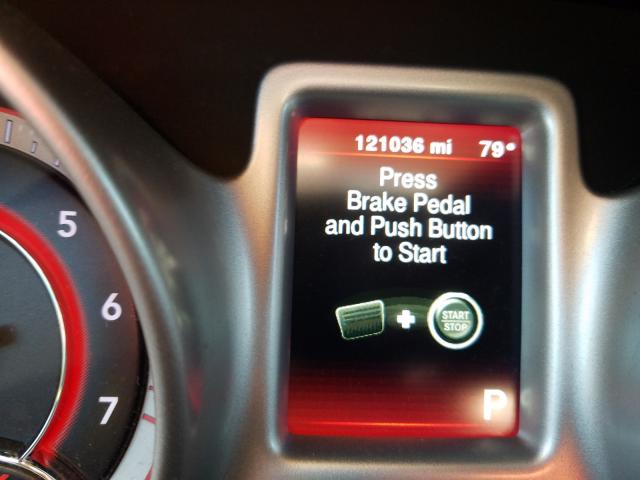 121036 mi 79°
Press
Brake Pedal
and Push Button
to Start
START
STOP
P
5
6
7